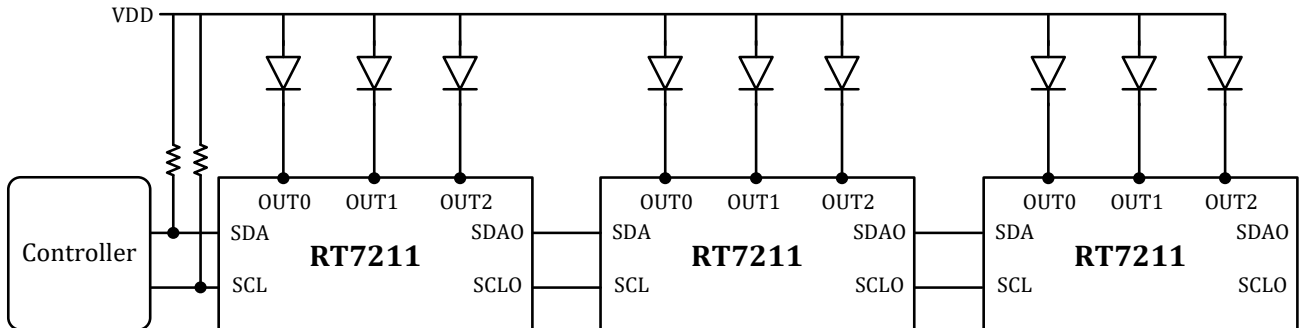 VDD
OUT0 OUT1 OUT2 OUT0 OUT1 OUT2 OUT0 OUT1 OUT2
SDA SDAO SDA SDAO SDA SDAO
Controller RT7211 RT7211 RT7211
SCL SCLO SCL SCLO SCL SCLO